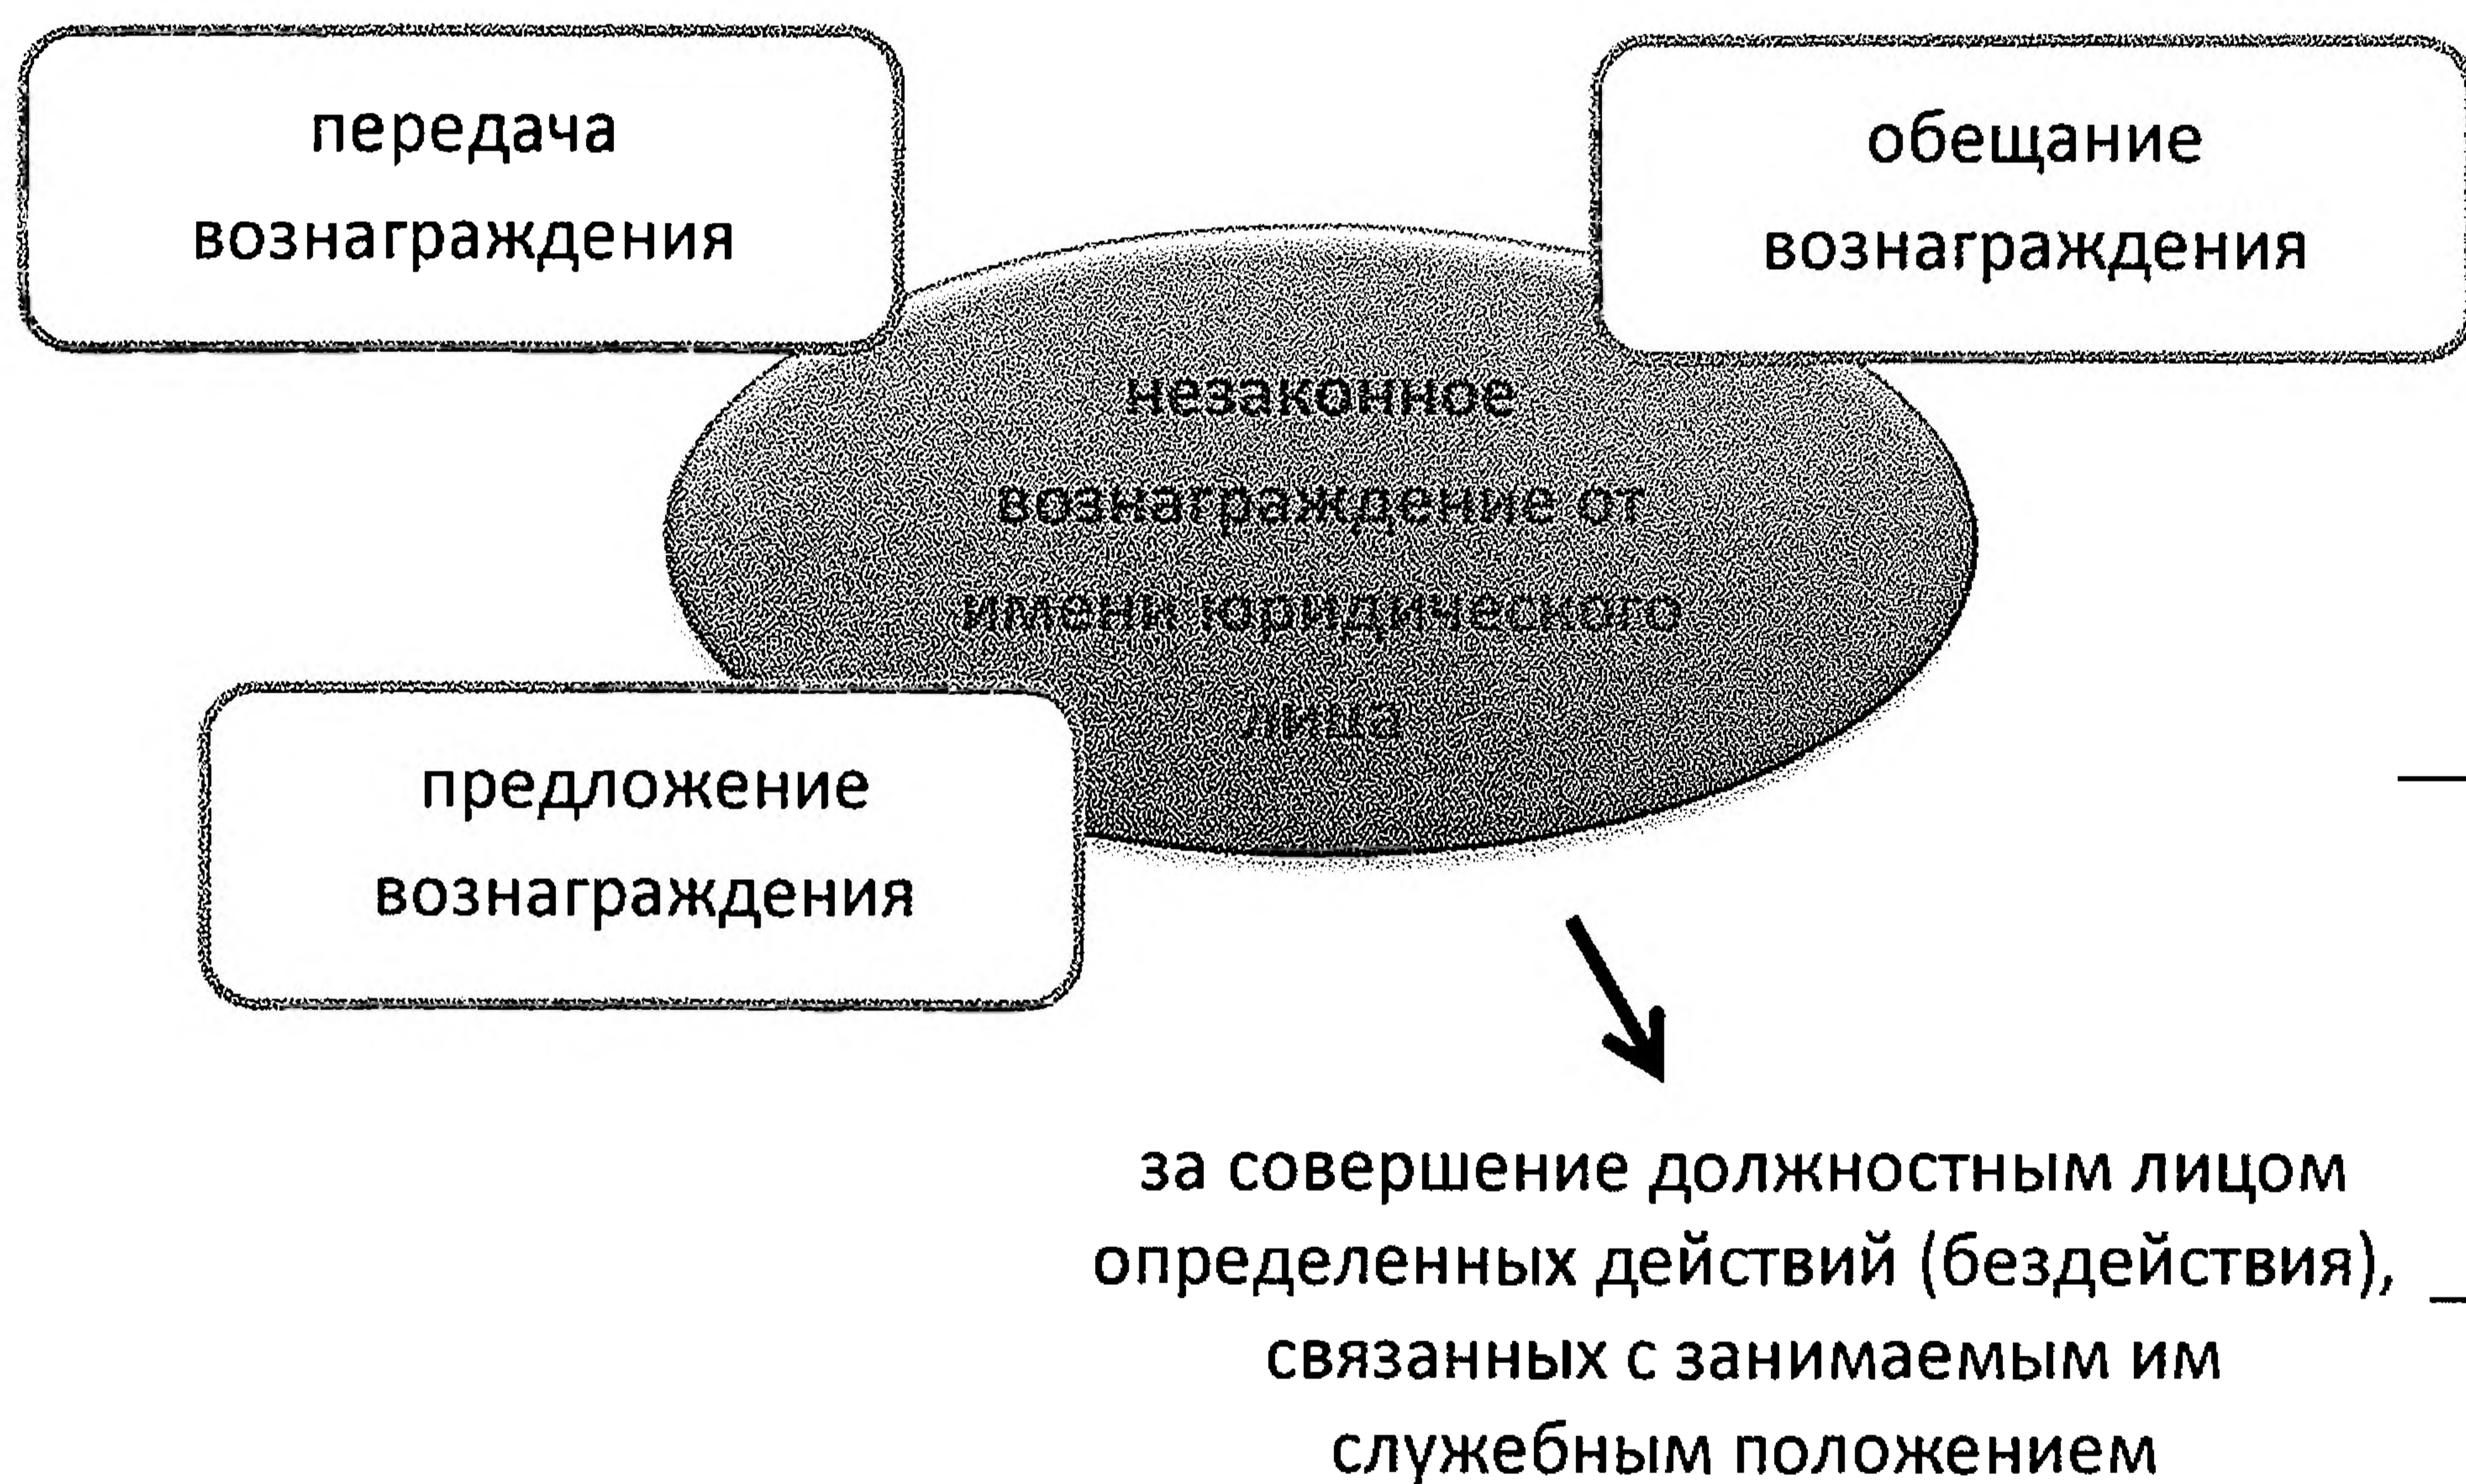 передача
вознаграждения
обещание
вознаграждения
незаконное
вознаграждение от
имени юридического
лица
предложение
вознаграждения
за совершение должностным лицом
определенных действий (бездействия),
связанных с занимаемым им
служебным положением